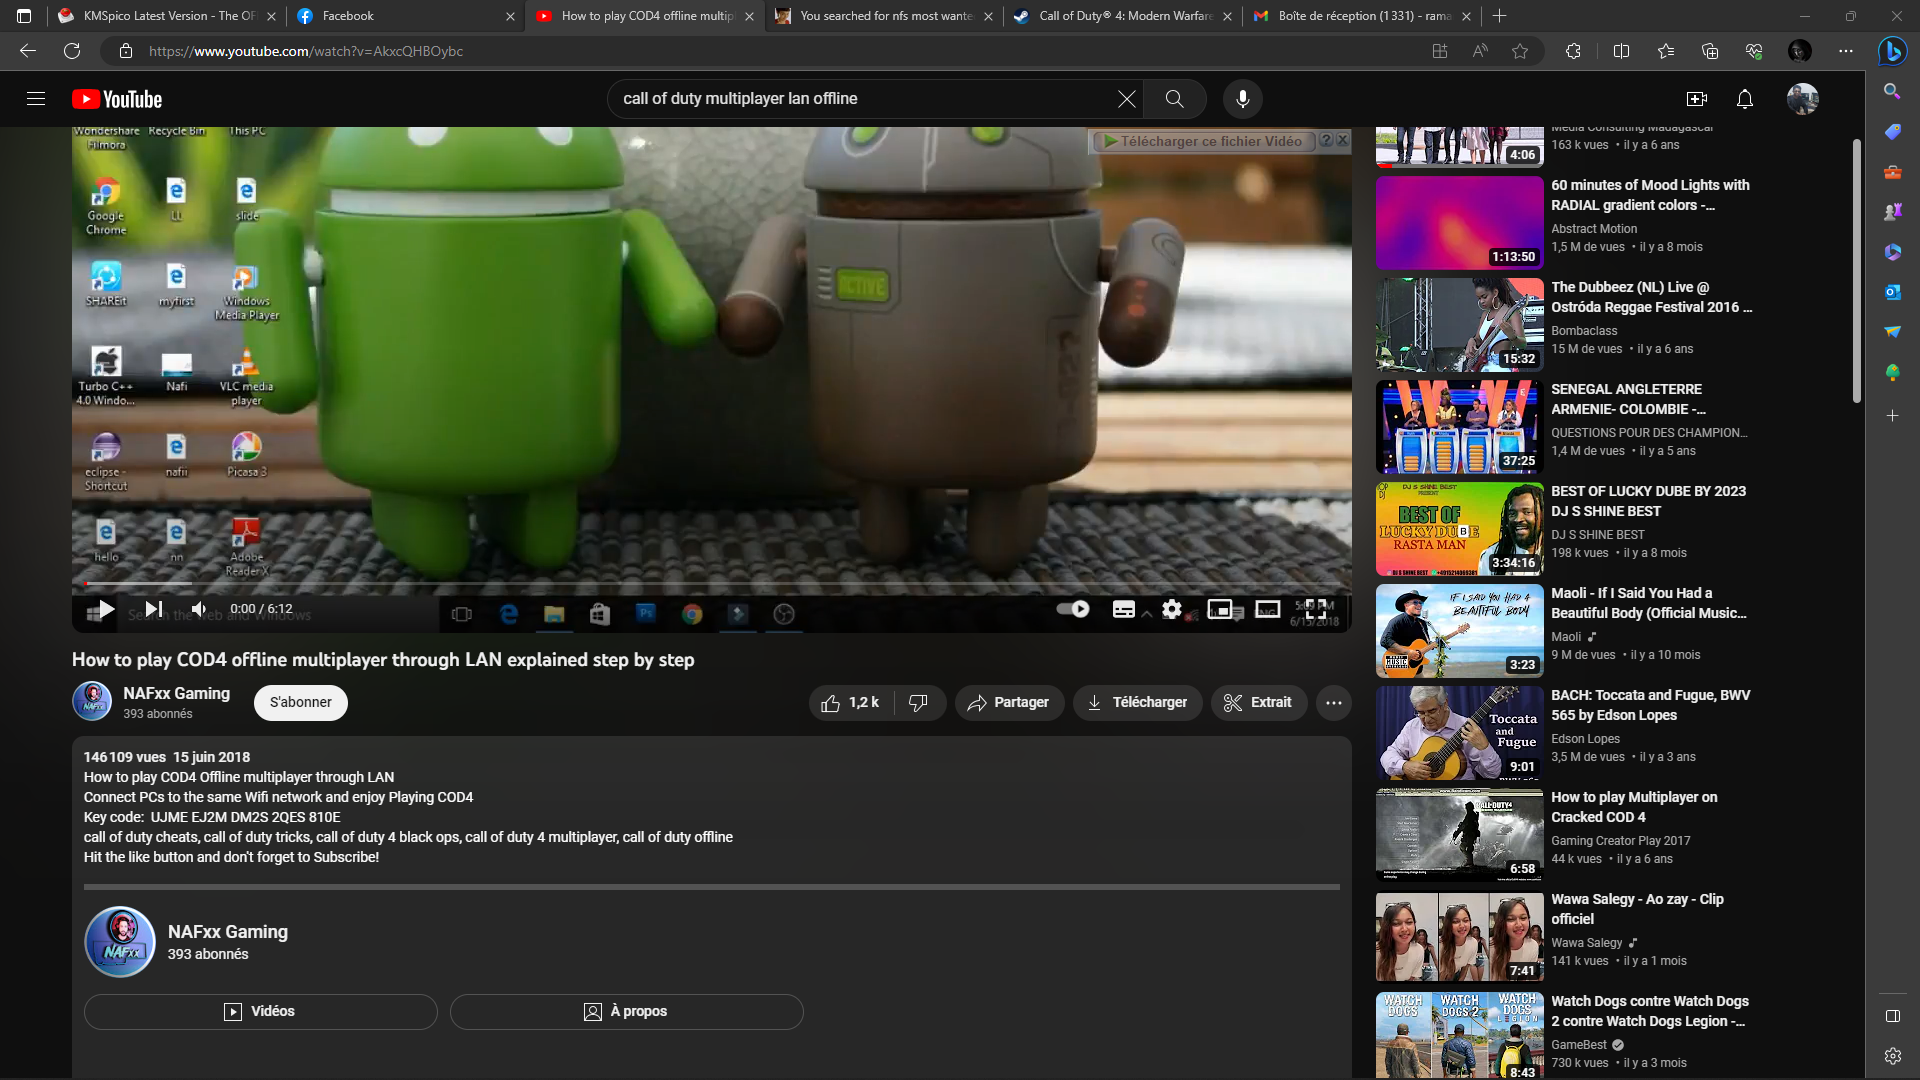 KMSpico Latest Version - The OF
Facebook
How to play COD4 offline multip
You searched for nfs most wante
Call of Duty® 4: Modern Warfare
Boîte de réception (1 331) - rama
https://www.youtube.com/watch?v=AkxcQHBOybc
YouTube
call of duty multiplayer lan offline
Wondershare Filmora
Recycle Bin
This PC
Télécharger ce fichier Vidéo
Google Chrome
LL
slide
SHAREit
myfirst
Windows Media Player
Turbo C++ 4.0 Windo...
Nafi
VLC media player
eclipse - Shortcut
nafii
Picasa 3
hello
nn
Adobe Reader X
ACTIVE
0:00 / 6:12
Search the web and Windows
6/15/2018
How to play COD4 offline multiplayer through LAN explained step by step
NAFxx Gaming
393 abonnés
S'abonner
1,2 k
Partager
Télécharger
Extrait
146 109 vues 15 juin 2018
How to play COD4 Offline multiplayer through LAN
Connect PCs to the same Wifi network and enjoy Playing COD4
Key code: UJME EJ2M DM2S 2QES 810E
call of duty cheats, call of duty tricks, call of duty 4 black ops, call of duty 4 multiplayer, call of duty offline
Hit the like button and don't forget to Subscribe!
NAFxx
NAFxx Gaming
393 abonnés
Vidéos
À propos
Media Consulting Madagascar
163 k vues • il y a 6 ans
4:06
60 minutes of Mood Lights with
RADIAL gradient colors -...
Abstract Motion
1,5 M de vues • il y a 8 mois
1:13:50
The Dubbeez (NL) Live @
Ostróda Reggae Festival 2016 ...
Bombaclass
15 M de vues • il y a 6 ans
15:32
SENEGAL ANGLETERRE
ARMENIE- COLOMBIE -...
QUESTIONS POUR DES CHAMPION...
1,4 M de vues • il y a 5 ans
37:25
DJ S SHINE BEST
PRESENT
BEST OF
LUCKY DUBE
RASTA MAN
3:34:16
BEST OF LUCKY DUBE BY 2023
DJ S SHINE BEST
DJ S SHINE BEST
198 k vues • il y a 8 mois
IF I SAID YOU HAD A
BEAUTIFUL BODY
3:23
Maoli - If I Said You Had a
Beautiful Body (Official Music...
Maoli
9 M de vues • il y a 10 mois
Toccata
and
Fugue
9:01
BACH: Toccata and Fugue, BWV
565 by Edson Lopes
Edson Lopes
3,5 M de vues • il y a 3 ans
CALL OF DUTY 4
6:58
How to play Multiplayer on
Cracked COD 4
Gaming Creator Play 2017
44 k vues • il y a 6 ans
7:41
Wawa Salegy - Ao zay - Clip
officiel
Wawa Salegy
141 k vues • il y a 1 mois
WATCH DOGS
WATCH DOGS 2
WATCH DOGS LEGION
8:43
Watch Dogs contre Watch Dogs
2 contre Watch Dogs Legion -...
GameBest
730 k vues • il y a 3 mois